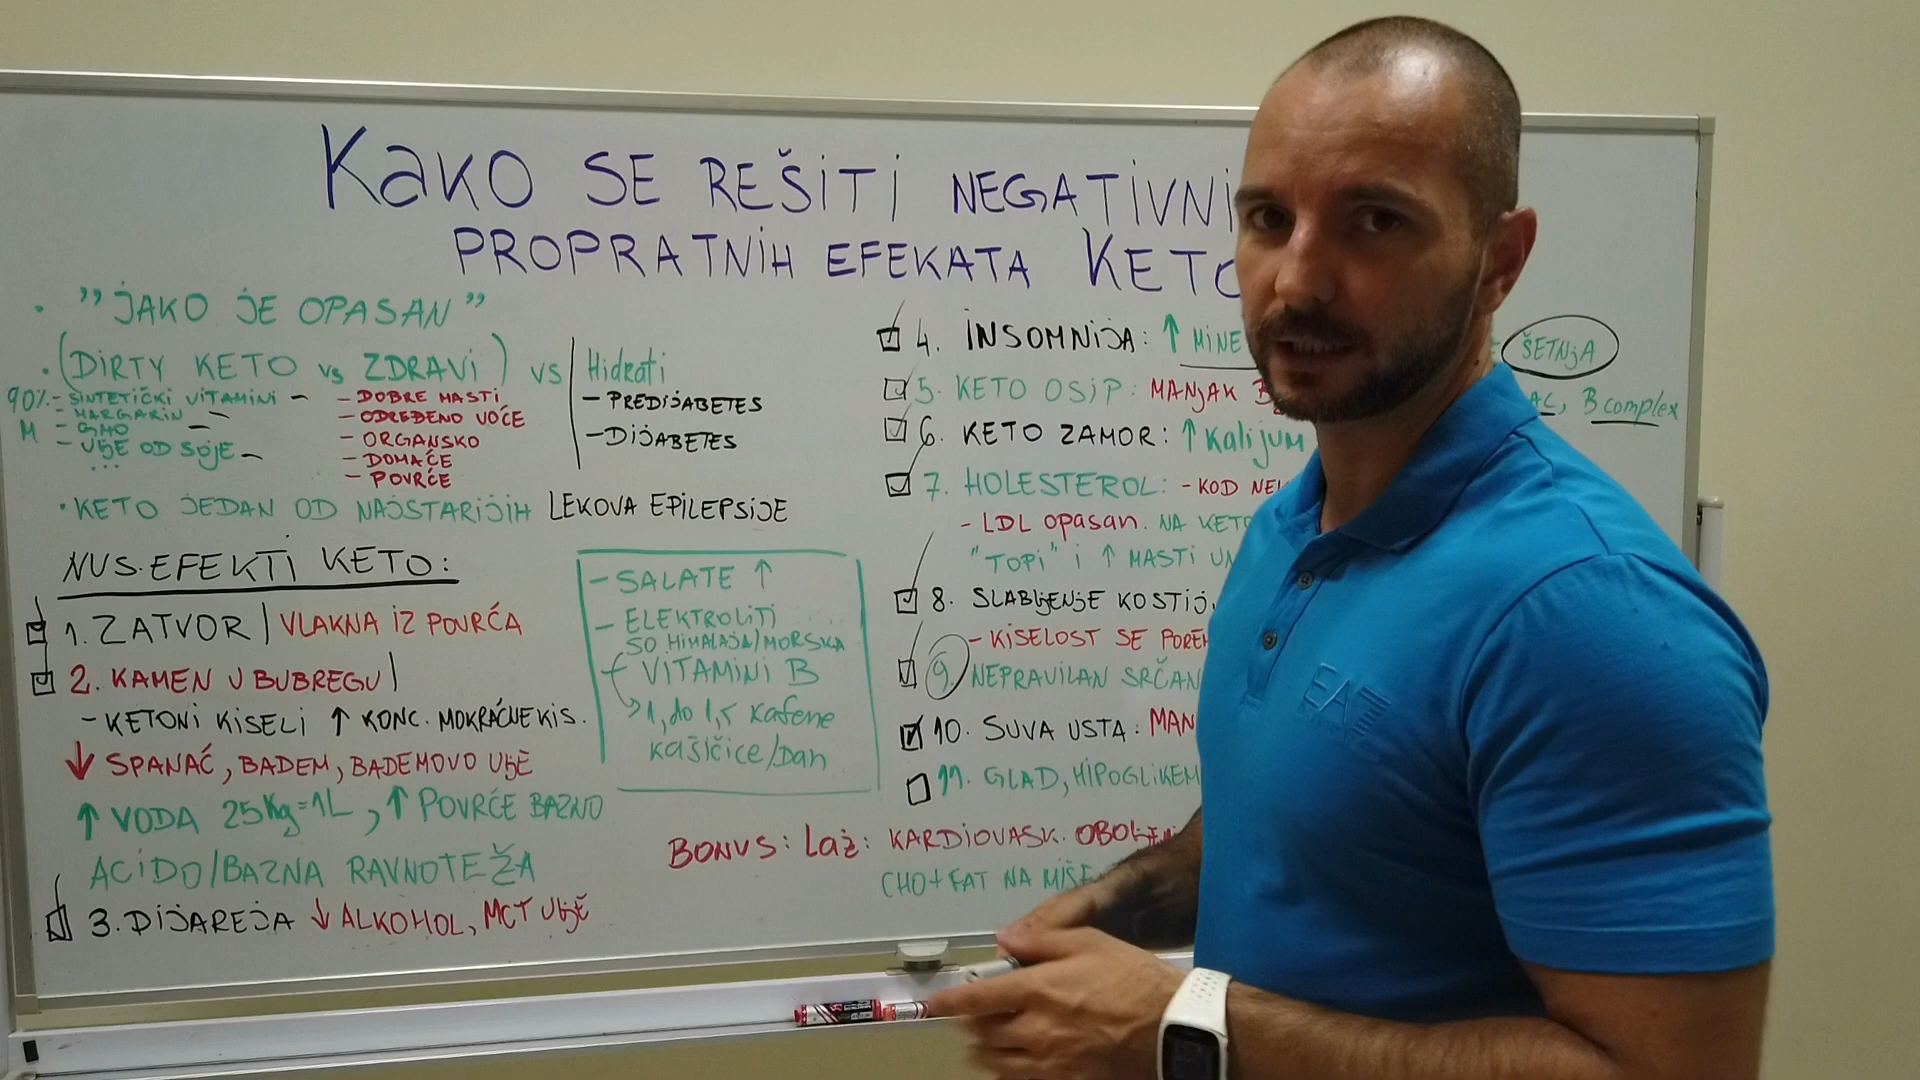 KAKO SE REŠITI NEGATIVNI
PROPRATNIH EFEKATA KETO
• "JAKO JE OPASAN"
• (DIRTY KETO vs ZDRAVI) vs
90% - SINTETIČKI VITAMINI -
- MARGARIN -
M - GMO -
- ULJE OD SOJE -
...
- DOBRE MASTI
- ODREĐENO VOĆE
- ORGANSKO
- DOMAĆE
- POVRĆE
Hidrati
- PREDIJABETES
- DIJABETES
• KETO JEDAN OD NAJSTARIJIH LEKOVA EPILEPSIJE
NUS. EFEKTI KETO:
1. ZATVOR | VLAKNA IZ POVRĆA
2. KAMEN U BUBREGU |
- KETONI KISELI ↑ KONC. MOKRAĆNE KIS.
↓ SPANAĆ, BADEM, BADEMOVO ULJE
↑ VODA 25Kg=1L, ↑ POVRĆE BAZNO
ACIDO/BAZNA RAVNOTEŽA
3. DIJAREJA ↓ ALKOHOL, MCT ULJE
- SALATE ↑
- ELEKTROLITI
SO HIMALAJA/MORSKA
- VITAMINI B
→ 1, do 1,5 kafene
kašičice/dan
4. INSOMNIJA: ↑ MINE
ŠETNJA
5. KETO OSIP: MANJAK B
AC, B complex
6. KETO ZAMOR: ↑ Kalijum
7. HOLESTEROL: - KOD NEK
- LDL opasan. NA KETO
"TOPI" i ↑ MASTI UN
8. SLABLJENJE KOSTIJ
- KISELOST SE POREM
9. NEPRAVILAN SRČAN
10. SUVA USTA: MAN
11. GLAD, HIPOGLIKEM
BONUS: Laž: KARDIOVASK. OBOLJENJ
CHO + FAT NA MIŠE
EA7